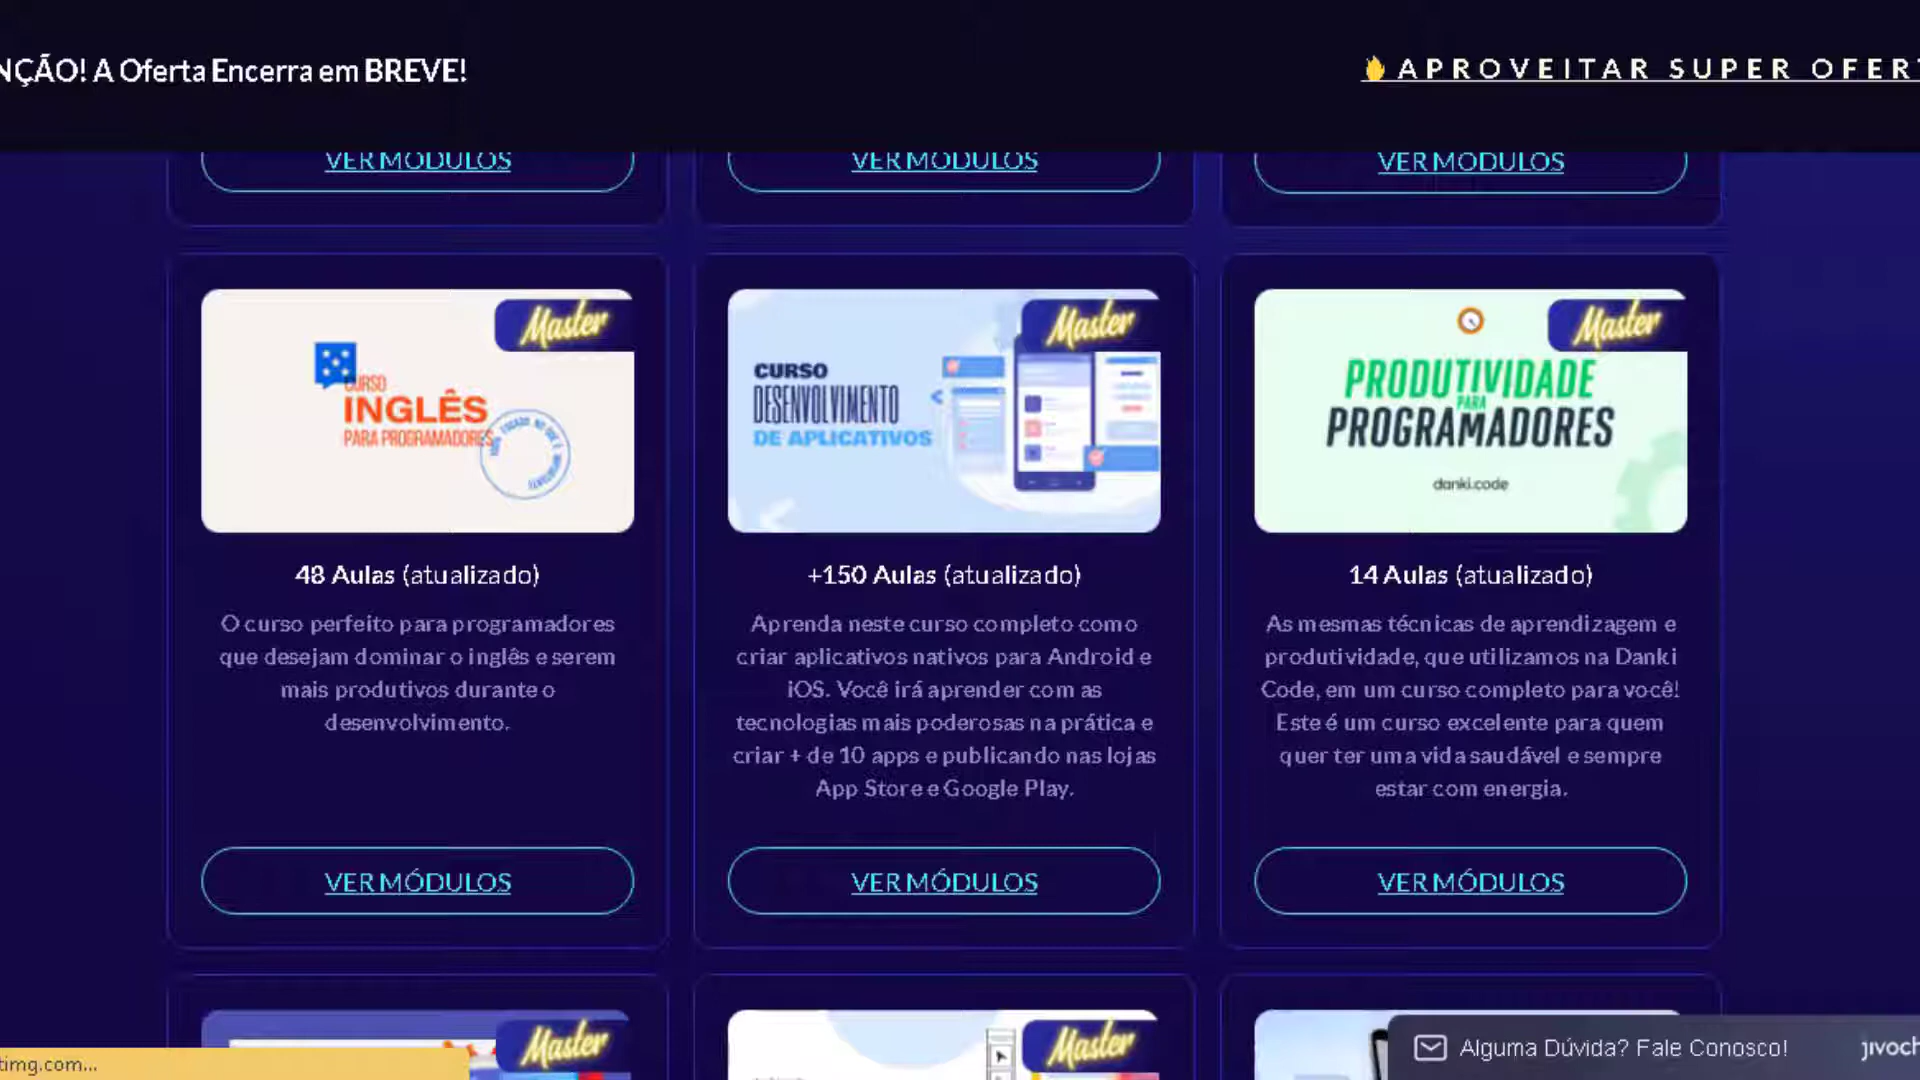 NÇÃO! A Oferta Encerra em BREVE!
APROVEITAR SUPER OFERT
VER MÓDULOS
VER MÓDULOS
VER MÓDULOS
Master
CURSO
INGLÊS
PARA PROGRAMADORES
48 Aulas (atualizado)
O curso perfeito para programadores
que desejam dominar o inglês e serem
mais produtivos durante o
desenvolvimento.
VER MÓDULOS
Master
CURSO
DESENVOLVIMENTO
DE APLICATIVOS
+150 Aulas (atualizado)
Aprenda neste curso completo como
criar aplicativos nativos para Android e
iOS. Você irá aprender com as
tecnologias mais poderosas na prática e
criar + de 10 apps e publicando nas lojas
App Store e Google Play.
VER MÓDULOS
Master
PRODUTIVIDADE
PARA
PROGRAMADORES
danki.code
14 Aulas (atualizado)
As mesmas técnicas de aprendizagem e
produtividade, que utilizamos na Danki
Code, em um curso completo para você!
Este é um curso excelente para quem
quer ter uma vida saudável e sempre
estar com energia.
VER MÓDULOS
Master
Master
timg.com...
Alguma Dúvida? Fale Conosco!
jivoch